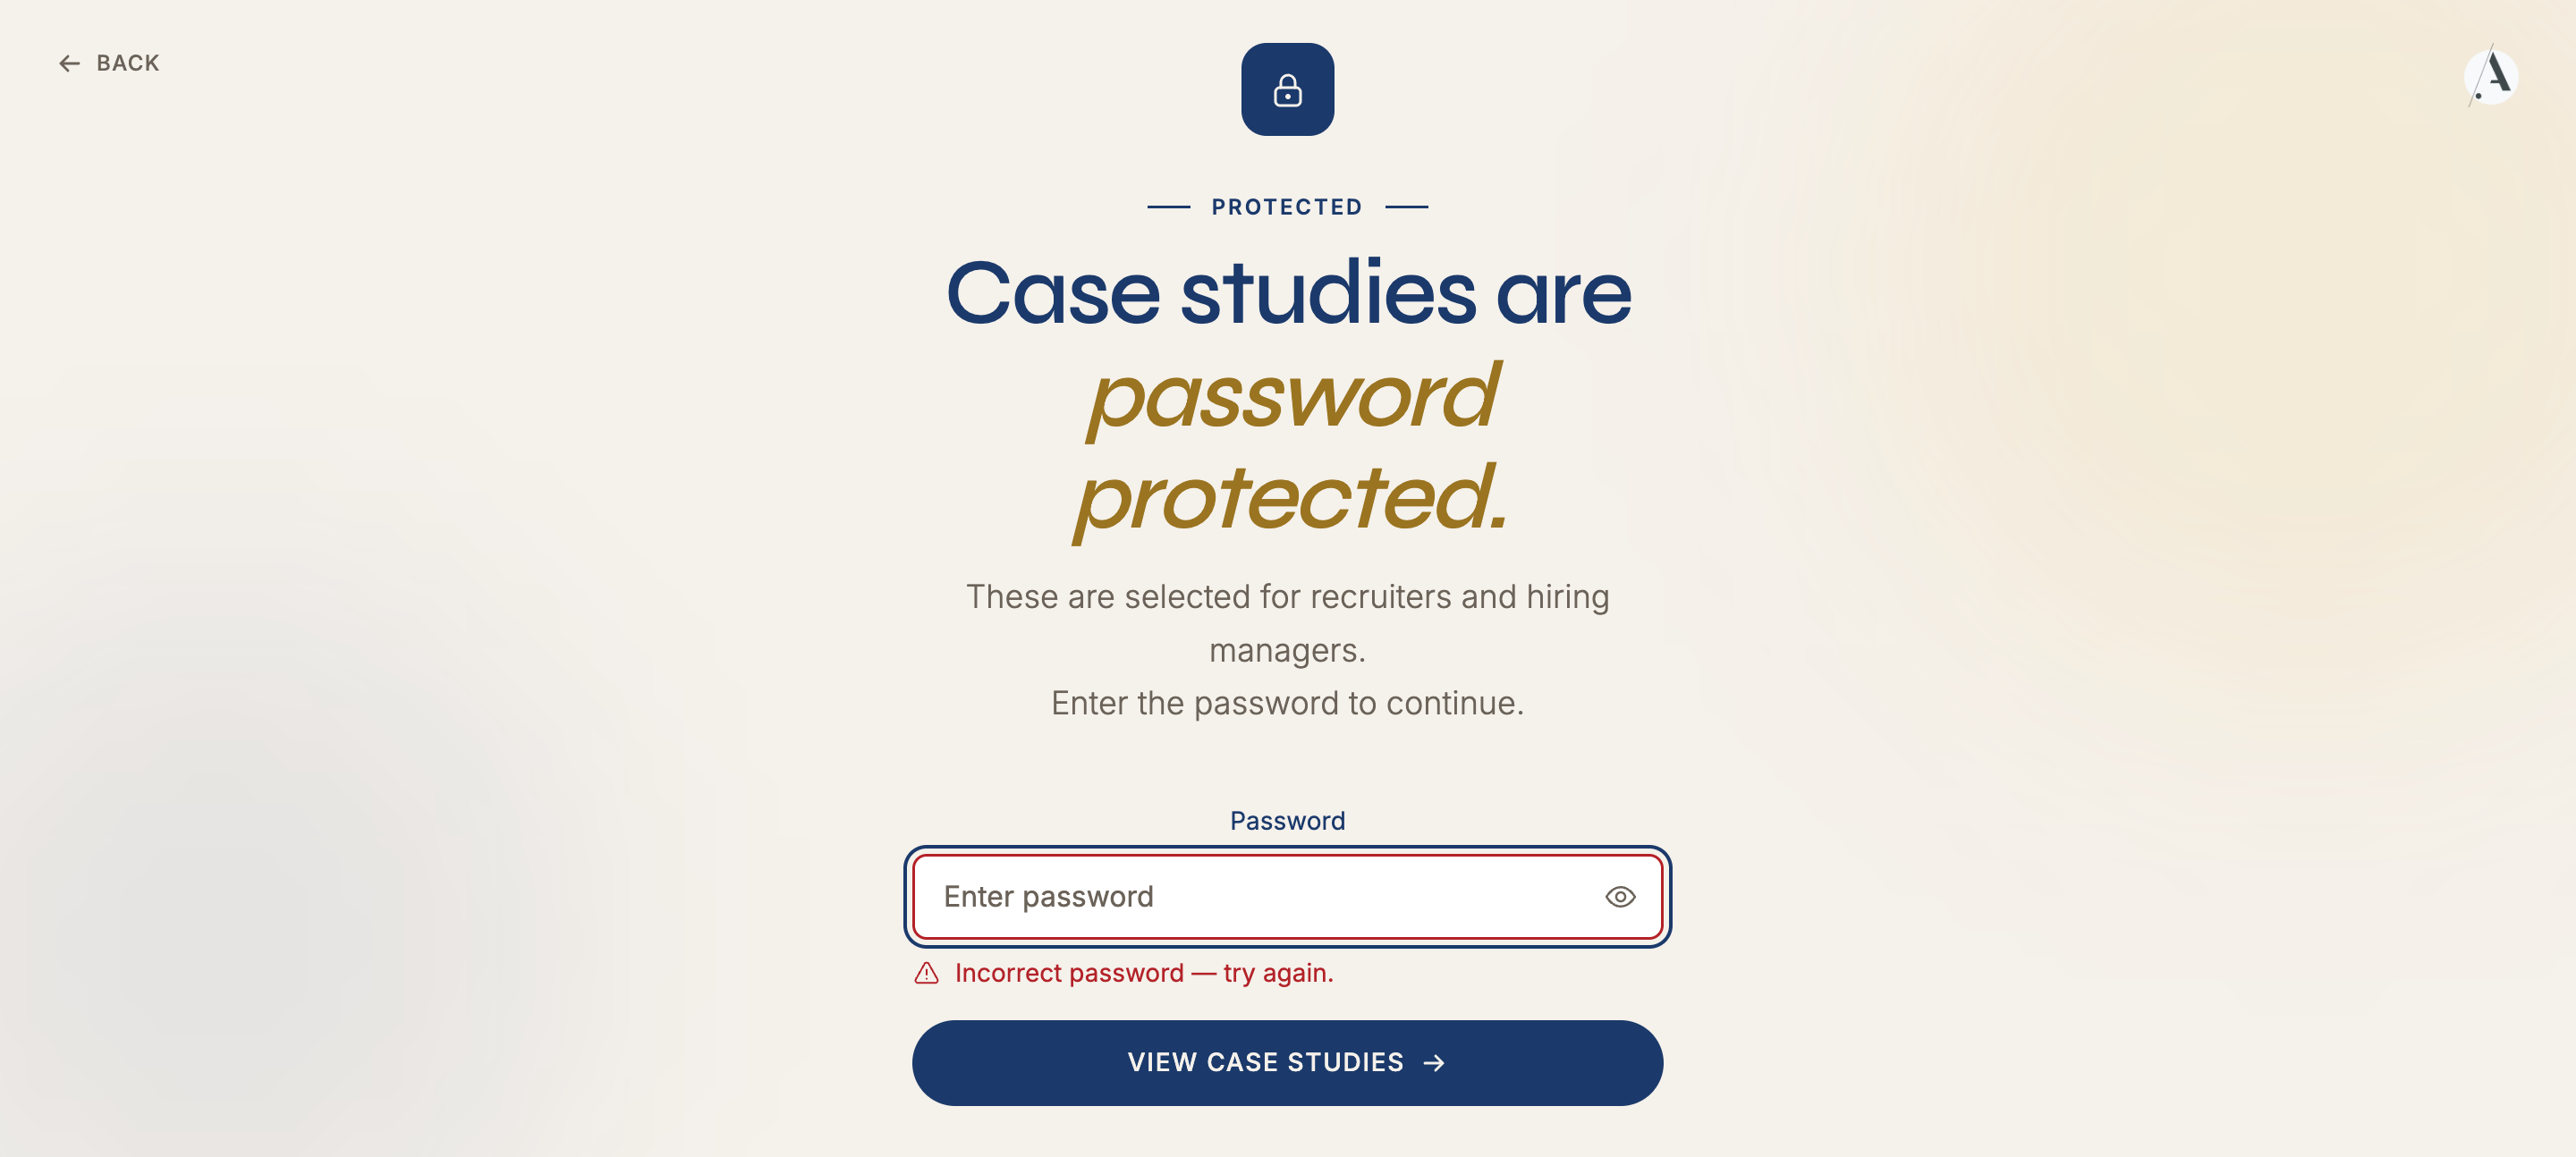 BACK
A
PROTECTED
Case studies are
password
protected.
These are selected for recruiters and hiring
managers.
Enter the password to continue.
Password
Enter password
Incorrect password — try again.
VIEW CASE STUDIES